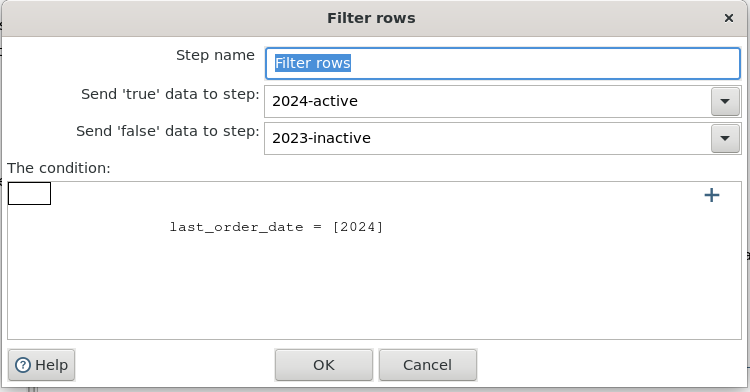 Filter rows
Step name Filter rows
Send 'true' data to step: 2024-active
Send 'false' data to step: 2023-inactive
The condition:
last_order_date = [2024]
Help OK Cancel